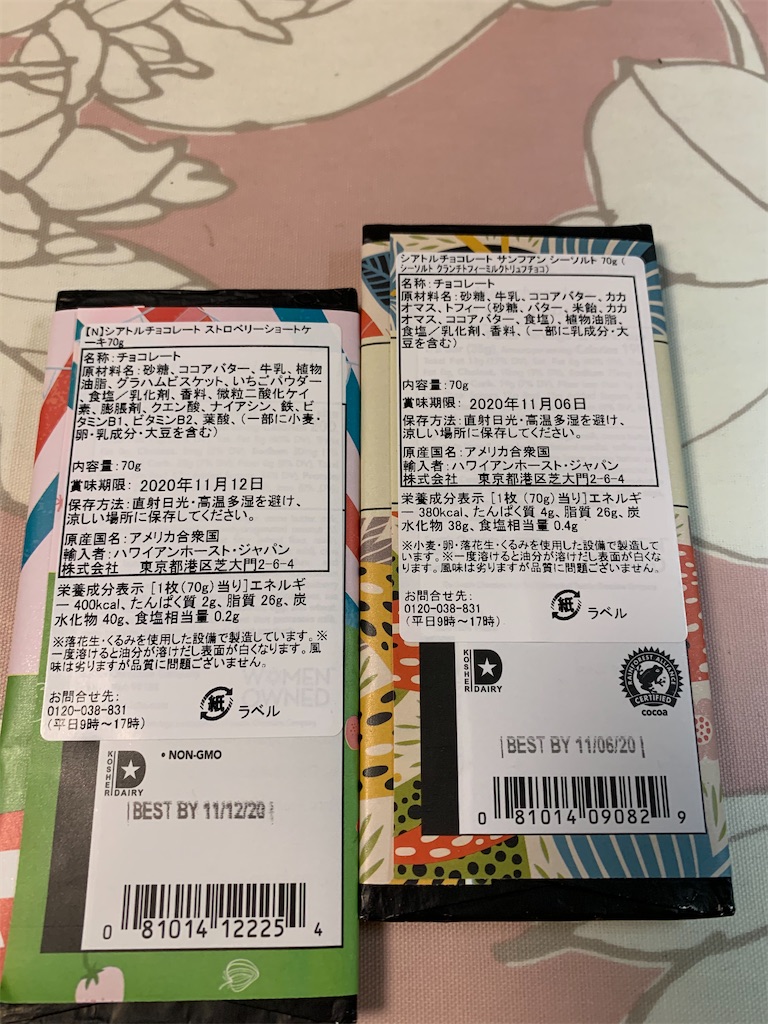 【N】シアトルチョコレート ストロベリーショートケ
ーキ70g
名称:チョコレート
原材料名:砂糖、ココアバター、牛乳、植物
油脂、グラハムビスケット、いちごパウダー
、食塩/乳化剤、香料、微粒二酸化ケイ
素、膨脹剤、クエン酸、ナイアシン、鉄、ビ
タミンB1、ビタミンB2、葉酸、(一部に小麦・
卵・乳成分・大豆を含む)
内容量:70g
賞味期限: 2020年11月12日
保存方法:直射日光・高温多湿を避け、
涼しい場所に保存してください。
原産国名:アメリカ合衆国
輸入者:ハワイアンホースト・ジャパン
株式会社 東京都港区芝大門2-6-4
栄養成分表示 [1枚(70g)当り]エネルギ
ー 400kcal、たんぱく質 2g、脂質 26g、炭
水化物 40g、食塩相当量 0.2g
※落花生・くるみを使用した設備で製造しています。※
一度溶けると油分が溶けだし表面が白くなります。風
味は劣りますが品質に問題ございません。
お問合せ先:
0120-038-831
(平日9時〜17時)
紙 ラベル
WOMEN
OWNED
KOSHER D DAIRY
• NON-GMO
BEST BY 11/12/20
0 81014 12225 4
シアトルチョコレート サンフアン シーソルト 70g (
シーソルト クランチトフィーミルクトリュフチョコ)
名称:チョコレート
原材料名:砂糖、牛乳、ココアバター、カカ
オマス、トフィー(砂糖、バター、米飴、カカ
オマス、ココアバター、食塩)、植物油脂、
食塩/乳化剤、香料、(一部に乳成分・大
豆を含む)
内容量:70g
賞味期限: 2020年11月06日
保存方法:直射日光・高温多湿を避け、
涼しい場所に保存してください。
原産国名:アメリカ合衆国
輸入者:ハワイアンホースト・ジャパン
株式会社 東京都港区芝大門2-6-4
栄養成分表示 [1枚 (70g)当り]エネルギ
ー 380kcal、たんぱく質 4g、脂質 26g、炭
水化物 38g、食塩相当量 0.4g
※小麦・卵・落花生・くるみを使用した設備で製造して
います。※一度溶けると油分が溶けだし表面が白くな
ります。風味は劣りますが品質に問題ございません。
お問合せ先:
0120-038-831
(平日9時〜17時)
紙 ラベル
KOSHER D DAIRY
RAINFOREST ALLIANCE
CERTIFIED
cocoa
BEST BY 11/06/20
0 81014 09082 9